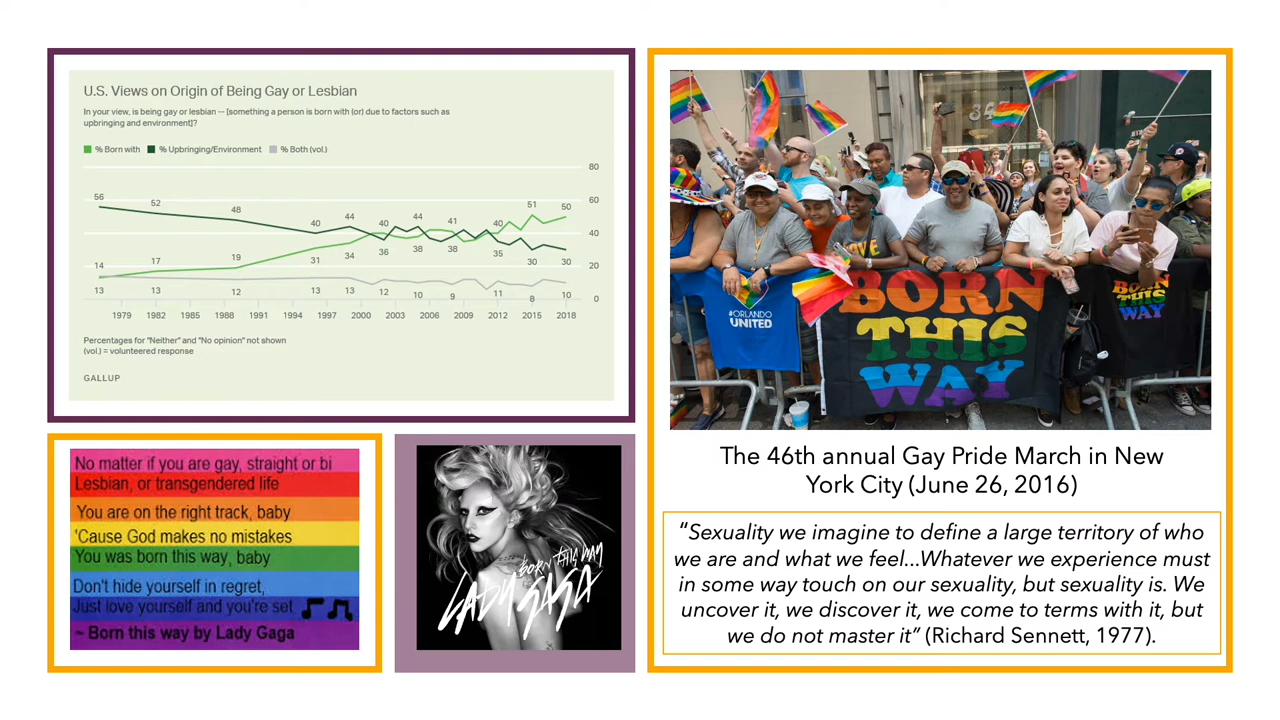 U.S. Views on Origin of Being Gay or Lesbian
In your view, is being gay or lesbian -- [something a person is born with (or) due to factors such as
upbringing and environment]?
% Born with % Upbringing/Environment % Both (vol.)
80
60
40
20
0
56 52 48 40 44 40 44 41 40 51 50
14 17 19 31 34 36 38 38 35 30 30
13 13 12 13 13 12 10 9 11 8 10
1979 1982 1985 1988 1991 1994 1997 2000 2003 2006 2009 2012 2015 2018
Percentages for "Neither" and "No opinion" not shown
(vol.) = volunteered response
GALLUP
No matter if you are gay, straight or bi
Lesbian, or transgendered life
You are on the right track, baby
'Cause God makes no mistakes
You was born this way, baby
Don't hide yourself in regret,
Just love yourself and you're set
~ Born this way by Lady Gaga
BORN THIS WAY
LADY GAGA
347
LOVE
#ORLANDO
UNITED
BORN
THIS
WAY
BORN
THIS
WAY
The 46th annual Gay Pride March in New
York City (June 26, 2016)
“Sexuality we imagine to define a large territory of who
we are and what we feel...Whatever we experience must
in some way touch on our sexuality, but sexuality is. We
uncover it, we discover it, we come to terms with it, but
we do not master it” (Richard Sennett, 1977).